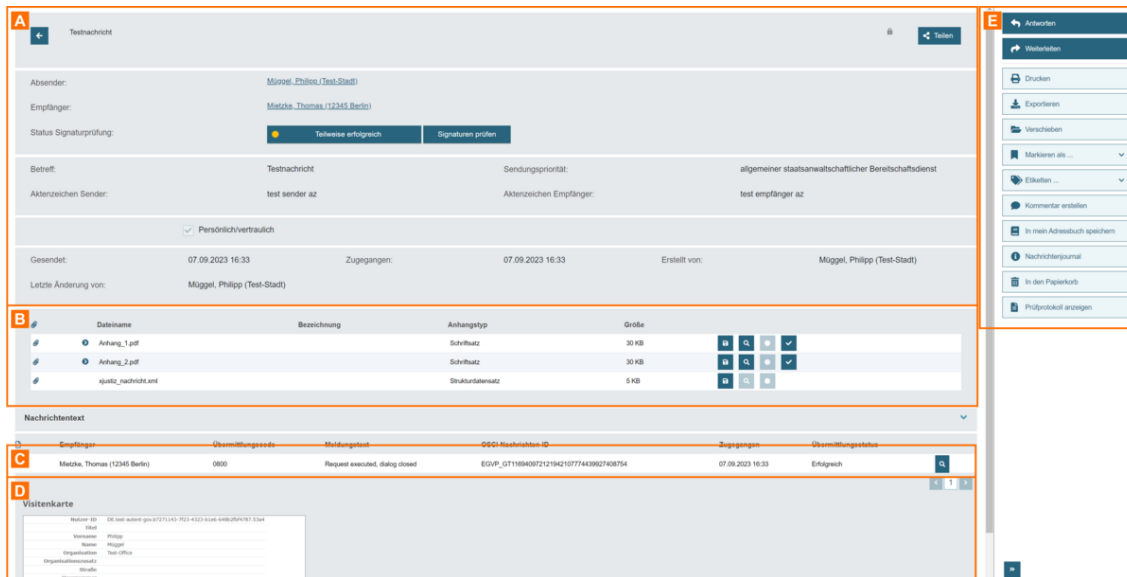 A
Testnachricht
Teilen
Absender: Müggel, Philipp (Test-Stadt)
Empfänger: Mietzke, Thomas (12345 Berlin)
Status Signaturprüfung: Teilweise erfolgreich Signaturen prüfen
Betreff: Testnachricht Sendungspriorität: allgemeiner staatsanwaltschaftlicher Bereitschaftsdienst
Aktenzeichen Sender: test sender az Aktenzeichen Empfänger: test empfänger az
Persönlich/vertraulich
Gesendet: 07.09.2023 16:33 Zugegangen: 07.09.2023 16:33 Erstellt von: Müggel, Philipp (Test-Stadt)
Letzte Änderung von: Müggel, Philipp (Test-Stadt)
B
Dateiname Bezeichnung Anhangstyp Größe
Anhang_1.pdf Schriftsatz 30 KB
Anhang_2.pdf Schriftsatz 30 KB
xjustiz_nachricht.xml Strukturdatensatz 5 KB
Nachrichtentext
Empfänger Übermittlungscode Meldungstext OSCI Nachrichten ID Zugegangen Übermittlungsstatus
C
Mietzke, Thomas (12345 Berlin) 0800 Request executed, dialog closed 07.09.2023 16:33 Erfolgreich
< 1 >
D
Visitenkarte
Nutzer-ID
Titel
Vorname Philipp
Name Müggel
Organisation Test-Office
Organisationszusatz
Straße
E
Antworten
Weiterleiten
Drucken
Exportieren
Verschieben
Markieren als ...
Etiketten ...
Kommentar erstellen
In mein Adressbuch speichern
Nachrichtenjournal
In den Papierkorb
Prüfprotokoll anzeigen
»